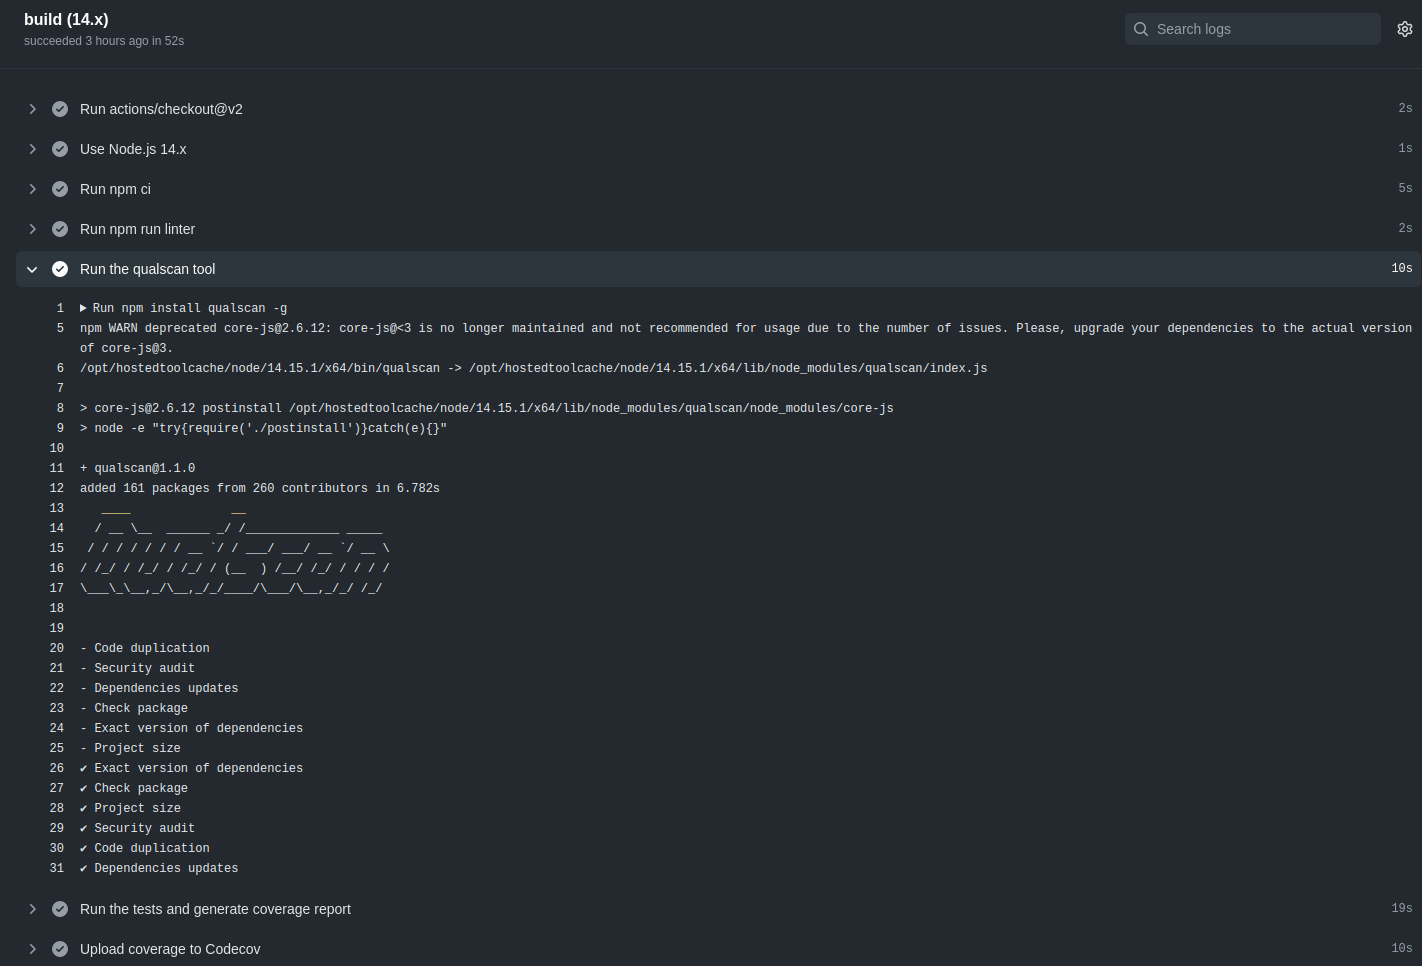 build (14.x)
succeeded 3 hours ago in 52s
Search logs
Run actions/checkout@v2 2s
Use Node.js 14.x 1s
Run npm ci 5s
Run npm run linter 2s
Run the qualscan tool 10s
1 Run npm install qualscan -g
5 npm WARN deprecated core-js@2.6.12: core-js@<3 is no longer maintained and not recommended for usage due to the number of issues. Please, upgrade your dependencies to the actual version
of core-js@3.
6 /opt/hostedtoolcache/node/14.15.1/x64/bin/qualscan -> /opt/hostedtoolcache/node/14.15.1/x64/lib/node_modules/qualscan/index.js
7
8 > core-js@2.6.12 postinstall /opt/hostedtoolcache/node/14.15.1/x64/lib/node_modules/qualscan/node_modules/core-js
9 > node -e "try{require('./postinstall')}catch(e){}"
10
11 + qualscan@1.1.0
12 added 161 packages from 260 contributors in 6.782s
13    ____              __
14   / __ \__  ______ _/ /_____________ _____
15  / / / / / / / __ `/ / ___/ ___/ __ `/ __ \
16 / /_/ / /_/ / /_/ / (__  ) /__/ /_/ / / / /
17 \___\_\__,_/\__,_/_/____/\___/\__,_/_/ /_/
18
19
20 - Code duplication
21 - Security audit
22 - Dependencies updates
23 - Check package
24 - Exact version of dependencies
25 - Project size
26 ✔ Exact version of dependencies
27 ✔ Check package
28 ✔ Project size
29 ✔ Security audit
30 ✔ Code duplication
31 ✔ Dependencies updates
Run the tests and generate coverage report 19s
Upload coverage to Codecov 10s